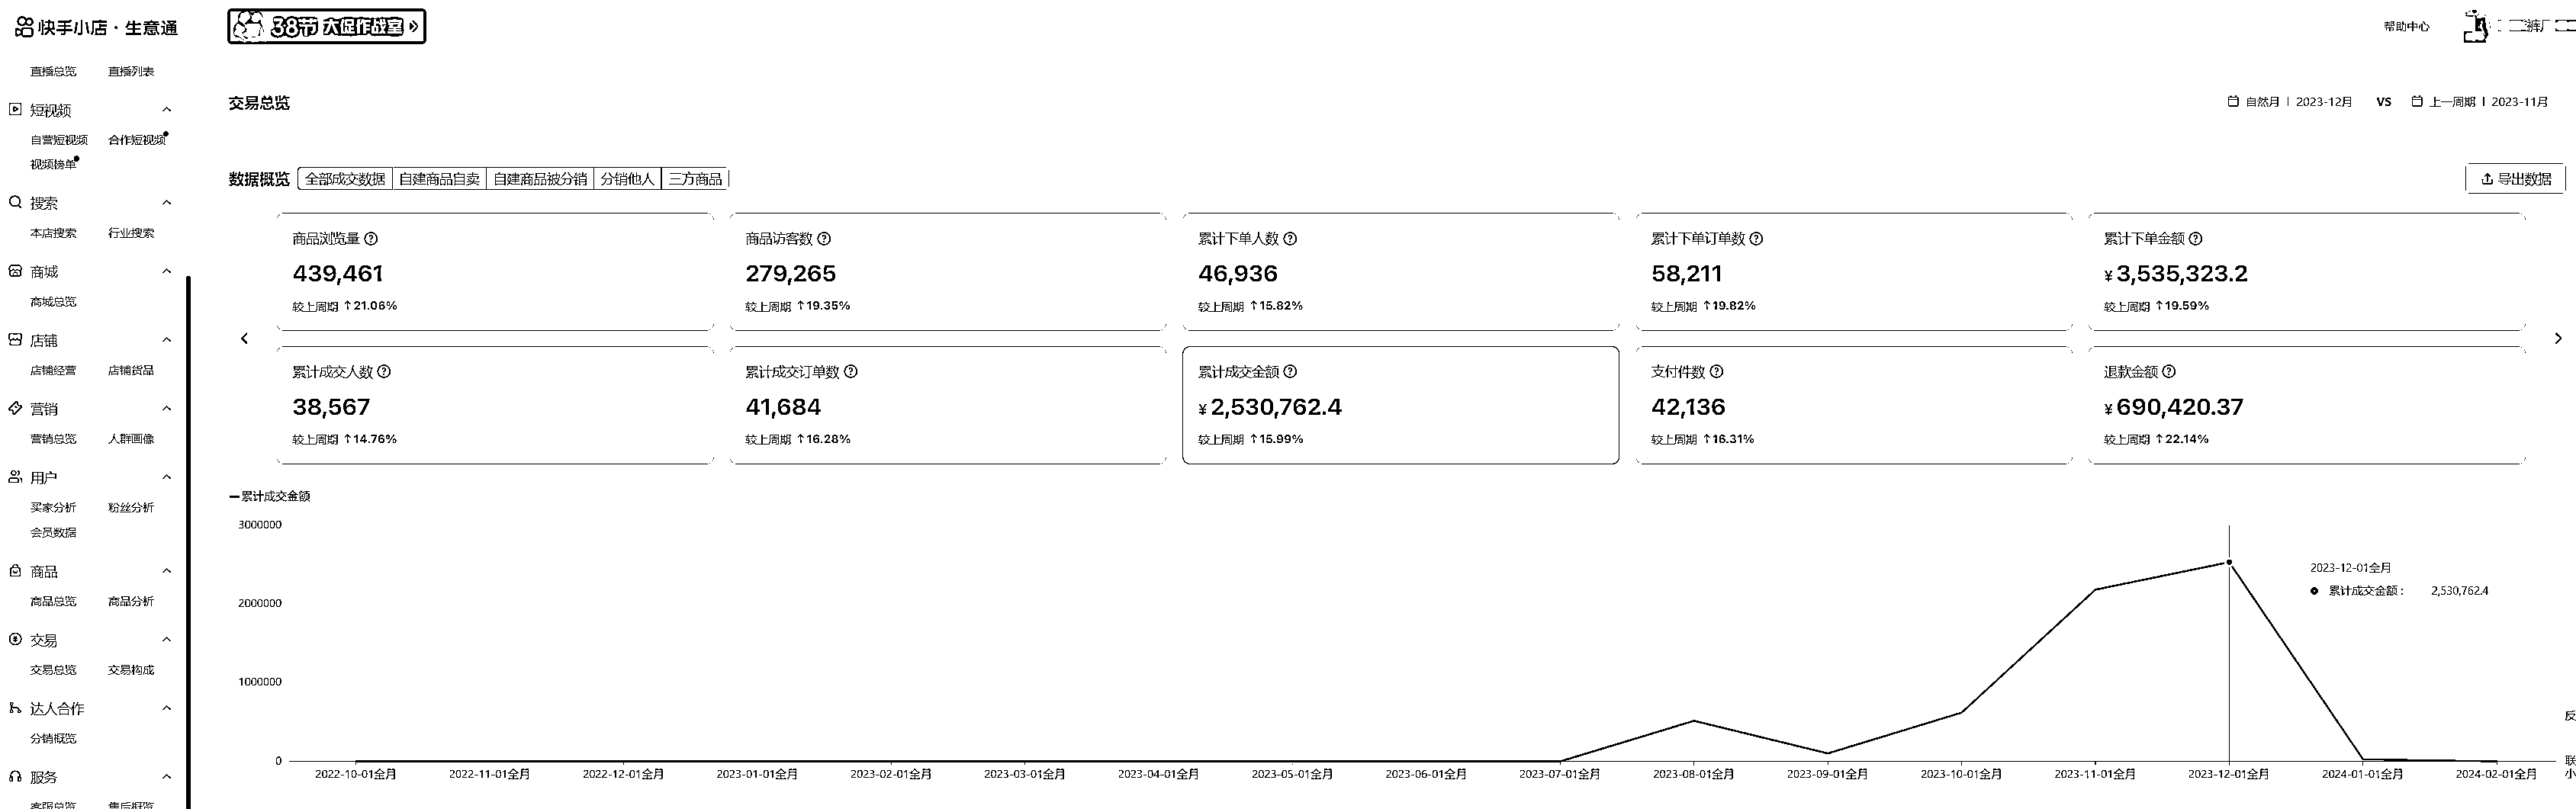 快手小店·生意通
38节 大促作战室
帮助中心
直播总览 直播列表
短视频
自营短视频 合作短视频
视频榜单
搜索
本店搜索 行业搜索
商城
商城总览
店铺
店铺经营 店铺货品
营销
营销总览 人群画像
用户
买家分析 粉丝分析
会员数据
商品
商品总览 商品分析
交易
交易总览 交易构成
达人合作
分销概览
服务
客服总览 售后概览
交易总览
自然月 | 2023-12月 VS 上一周期 | 2023-11月
数据概览 全部成交数据 自建商品自卖 自建商品被分销 分销他人 三方商品
导出数据
商品浏览量
439,461
较上周期 ↑21.06%
商品访客数
279,265
较上周期 ↑19.35%
累计下单人数
46,936
较上周期 ↑15.82%
累计下单订单数
58,211
较上周期 ↑19.82%
累计下单金额
¥3,535,323.2
较上周期 ↑19.59%
累计成交人数
38,567
较上周期 ↑14.76%
累计成交订单数
41,684
较上周期 ↑16.28%
累计成交金额
¥2,530,762.4
较上周期 ↑15.99%
支付件数
42,136
较上周期 ↑16.31%
退款金额
¥690,420.37
较上周期 ↑22.14%
累计成交金额
3000000
2000000
1000000
0
2023-12-01全月
累计成交金额: 2,530,762.4
2022-10-01全月 2022-11-01全月 2022-12-01全月 2023-01-01全月 2023-02-01全月 2023-03-01全月 2023-04-01全月 2023-05-01全月 2023-06-01全月 2023-07-01全月 2023-08-01全月 2023-09-01全月 2023-10-01全月 2023-11-01全月 2023-12-01全月 2024-01-01全月 2024-02-01全月
反
联
小